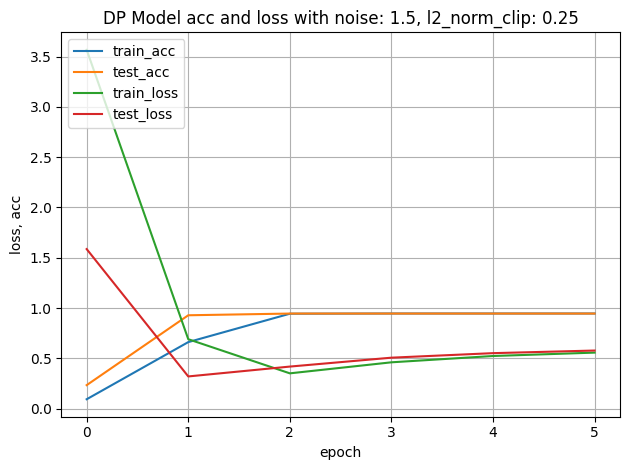 DP Model acc and loss with noise: 1.5, l2_norm_clip: 0.25
train_acc
test_acc
train_loss
test_loss
3.5
3.0
2.5
2.0
1.5
1.0
0.5
0.0
loss, acc
0 1 2 3 4 5
epoch